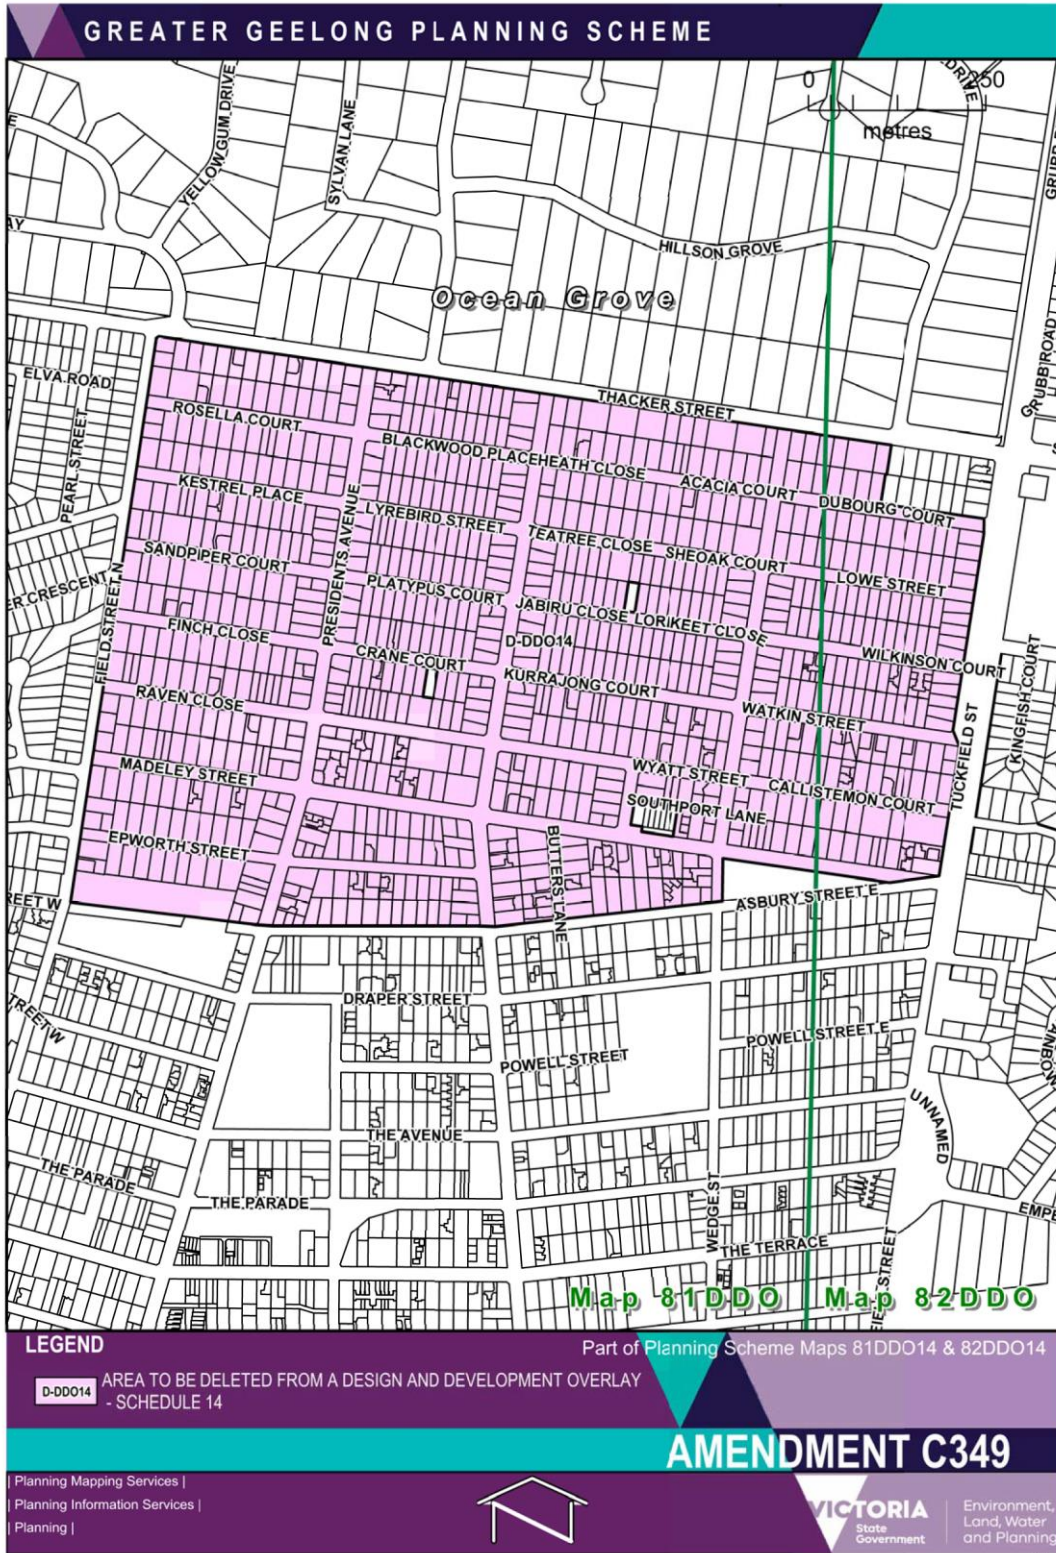 GREATER GEELONG PLANNING SCHEME
0
metres
YELLOW GUM DRIVE
SYLVAN LANE
DRIVE
HILLSON GROVE
Ocean Grove
GRUBB ROAD
ELVA ROAD
PEARL STREET
THACKER STREET
ROSELLA COURT
BLACKWOOD PLACE
HEATH CLOSE
ACACIA COURT
DUBOURG COURT
KESTREL PLACE
PRESIDENTS AVENUE
LYREBIRD STREET
TEATREE CLOSE
SHEOAK COURT
LOWE STREET
SANDPIPER COURT
PLATYPUS COURT
JABIRU CLOSE
LORIKEET CLOSE
ER CRESCENT
FIELD STREET N
FINCH CLOSE
D-DDO14
CRANE COURT
KURRAJONG COURT
WILKINSON COURT
KINGFISH COURT
RAVEN CLOSE
WATKIN STREET
TUCKFIELD ST
MADELEY STREET
WYATT STREET
CALLISTEMON COURT
SOUTHPORT LANE
EPWORTH STREET
BUTTERS LANE
REET W
ASBURY STREET E
DRAPER STREET
TREET W
POWELL STREET
POWELL STREET E
UNNAMED
THE AVENUE
THE PARADE
THE PARADE
WEDGE ST
THE TERRACE
EMPE
Map 81DDO
Map 82DDO
LEGEND
Part of Planning Scheme Maps 81DDO14 & 82DDO14
D-DDO14
AREA TO BE DELETED FROM A DESIGN AND DEVELOPMENT OVERLAY
- SCHEDULE 14
AMENDMENT C349
| Planning Mapping Services |
| Planning Information Services |
| Planning |
VICTORIA
State
Government
Environment,
Land, Water
and Planning